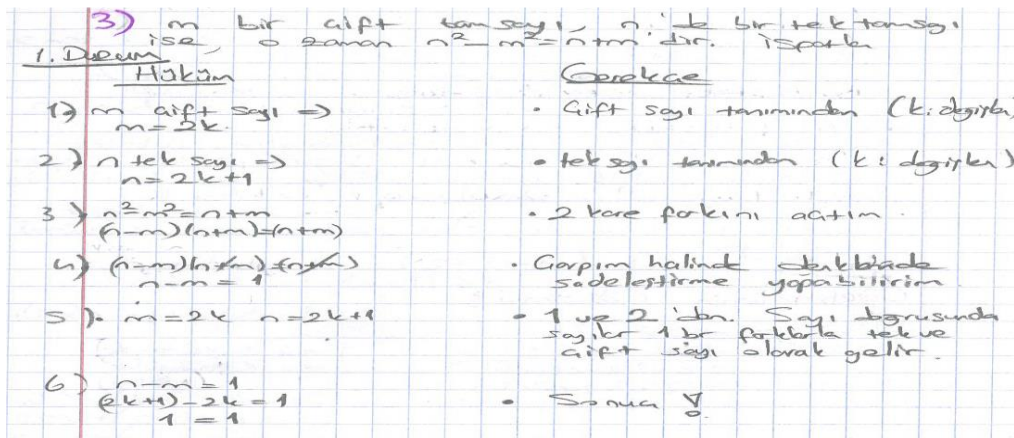 3) m bir çift tamsayı, n de bir tek tamsayı
ise, o zaman n²-m²=n+m dir. ispatla
1. Durum
Hüküm Gerekçe
1) m çift sayı => • Çift sayı tanımından (k: değişken)
m=2k
2) n tek sayı => • tek sayı tanımından (k: değişken)
n=2k+1
3) n²-m²=n+m • 2 kare farkını açtım
(n-m)(n+m)=(n+m)
4) (n-m)(n+m)=(n+m) • Çarpım halinde denklemde
n-m=1 sadeleştirme yapabilirim
5) • m=2k n=2k+1 • 1 ve 2 'den. Sayı doğrusunda
sayılar 1 br farklarla tek ve
çift sayı olarak gelir.
6) n-m=1
(2k+1)-2k=1 • Sonuç !
1=1